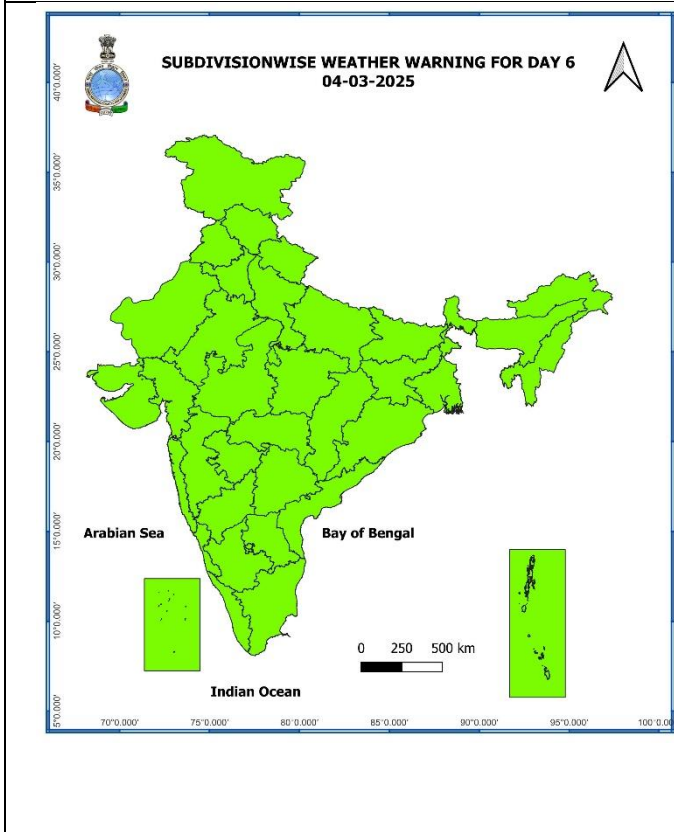 SUBDIVISIONWISE WEATHER WARNING FOR DAY 6
04-03-2025
40°0.000'
35°0.000'
30°0.000'
25°0.000'
20°0.000'
15°0.000'
10°0.000'
5°0.000'
Arabian Sea
Bay of Bengal
0 250 500 km
Indian Ocean
70°0.000' 75°0.000' 80°0.000' 85°0.000' 90°0.000' 95°0.000' 100°0.00